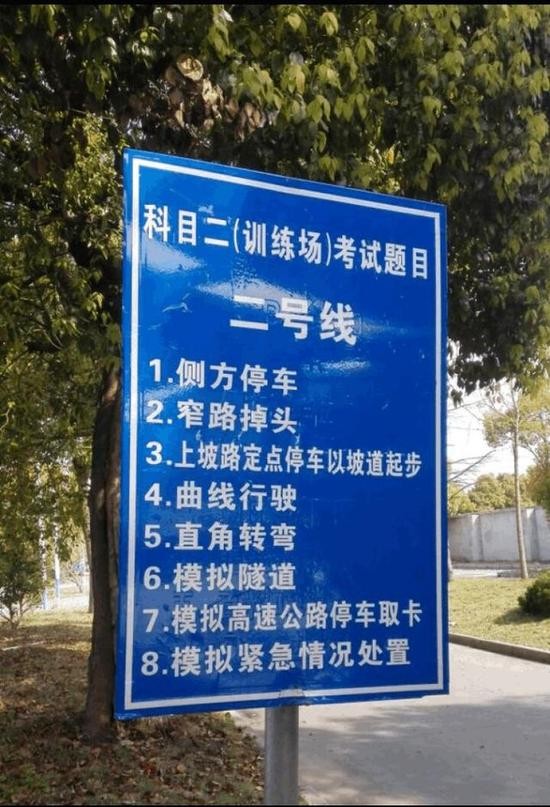 科目二(训练场)考试题目
二号线
1.侧方停车
2.窄路掉头
3.上坡路定点停车以坡道起步
4.曲线行驶
5.直角转弯
6.模拟隧道
7.模拟高速公路停车取卡
8.模拟紧急情况处置